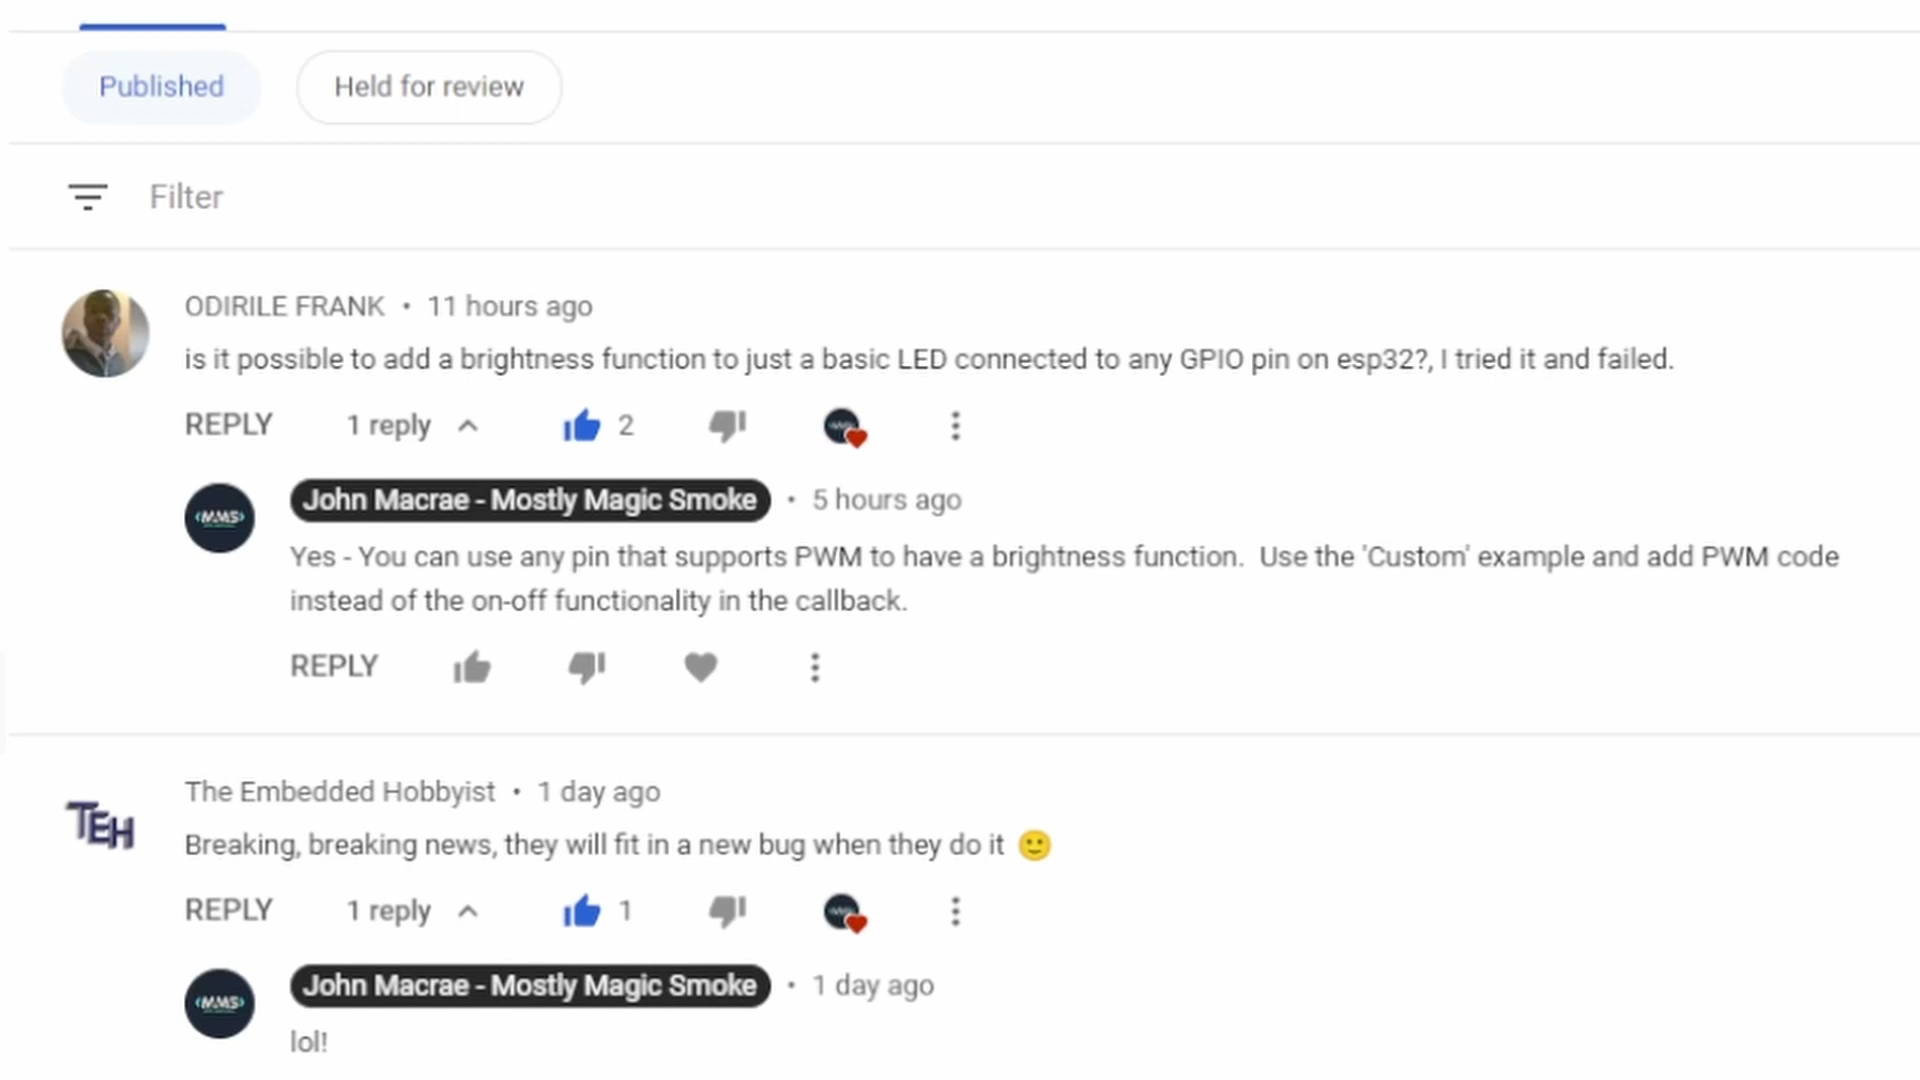 Published
Held for review
Filter
ODIRILE FRANK • 11 hours ago
is it possible to add a brightness function to just a basic LED connected to any GPIO pin on esp32?, I tried it and failed.
REPLY 1 reply 2
John Macrae - Mostly Magic Smoke • 5 hours ago
MMS
Yes - You can use any pin that supports PWM to have a brightness function. Use the 'Custom' example and add PWM code
instead of the on-off functionality in the callback.
REPLY
The Embedded Hobbyist • 1 day ago
TEH
Breaking, breaking news, they will fit in a new bug when they do it 🙂
REPLY 1 reply 1
John Macrae - Mostly Magic Smoke • 1 day ago
MMS
lol!